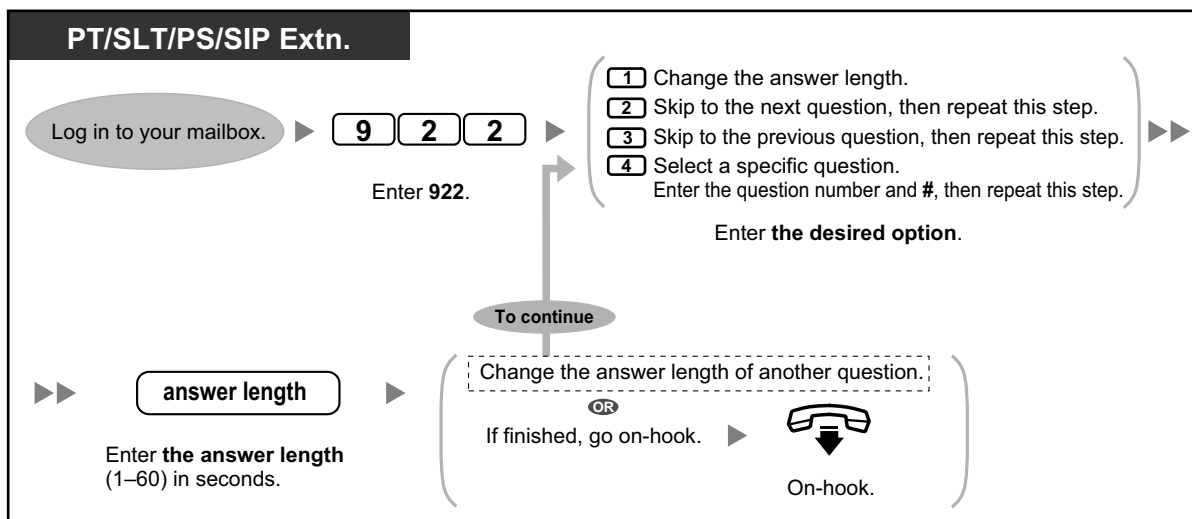 PT/SLT/PS/SIP Extn.
Log in to your mailbox.
9 2 2
Enter 922.
1 Change the answer length.
2 Skip to the next question, then repeat this step.
3 Skip to the previous question, then repeat this step.
4 Select a specific question.
Enter the question number and #, then repeat this step.
Enter the desired option.
To continue
answer length
Enter the answer length
(1–60) in seconds.
Change the answer length of another question.
OR
If finished, go on-hook.
On-hook.